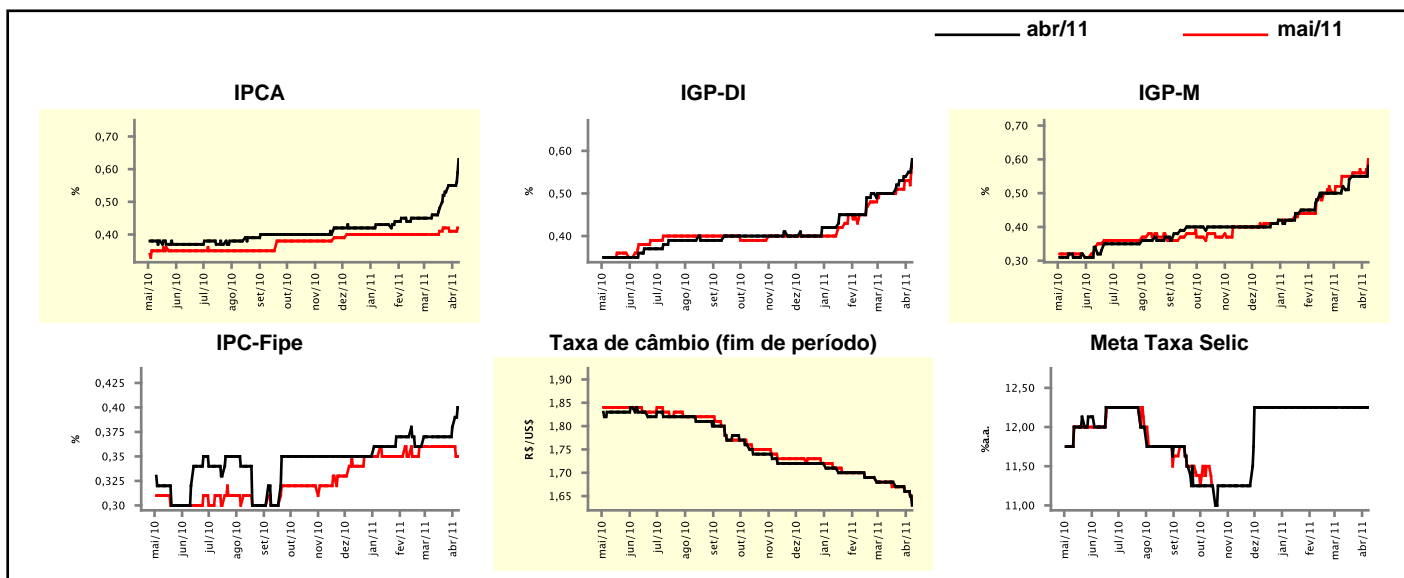 abr/11 mai/11
IPCA
0,70
0,60
0,40
%
mai/10 jun/10 jul/10 ago/10 set/10 out/10 nov/10 dez/10 jan/11 fev/11 mar/11 abr/11
IGP-DI
0,60
0,50
0,40
%
mai/10 jun/10 jul/10 ago/10 set/10 out/10 nov/10 dez/10 jan/11 fev/11 mar/11 abr/11
IGP-M
0,70
0,60
0,50
0,40
0,30
%
mai/10 jun/10 jul/10 ago/10 set/10 out/10 nov/10 dez/10 jan/11 fev/11 mar/11 abr/11
IPC-Fipe
0,425
0,40
0,375
0,35
0,325
0,30
%
mai/10 jun/10 jul/10 ago/10 set/10 out/10 nov/10 dez/10 jan/11 fev/11 mar/11 abr/11
Taxa de câmbio (fim de período)
1,90
1,85
1,80
1,75
1,70
1,65
R$/US$
mai/10 jun/10 jul/10 ago/10 set/10 out/10 nov/10 dez/10 jan/11 fev/11 mar/11 abr/11
Meta Taxa Selic
12,50
12,00
11,50
11,00
%a.a.
mai/10 jun/10 jul/10 ago/10 set/10 out/10 nov/10 dez/10 jan/11 fev/11 mar/11 abr/11